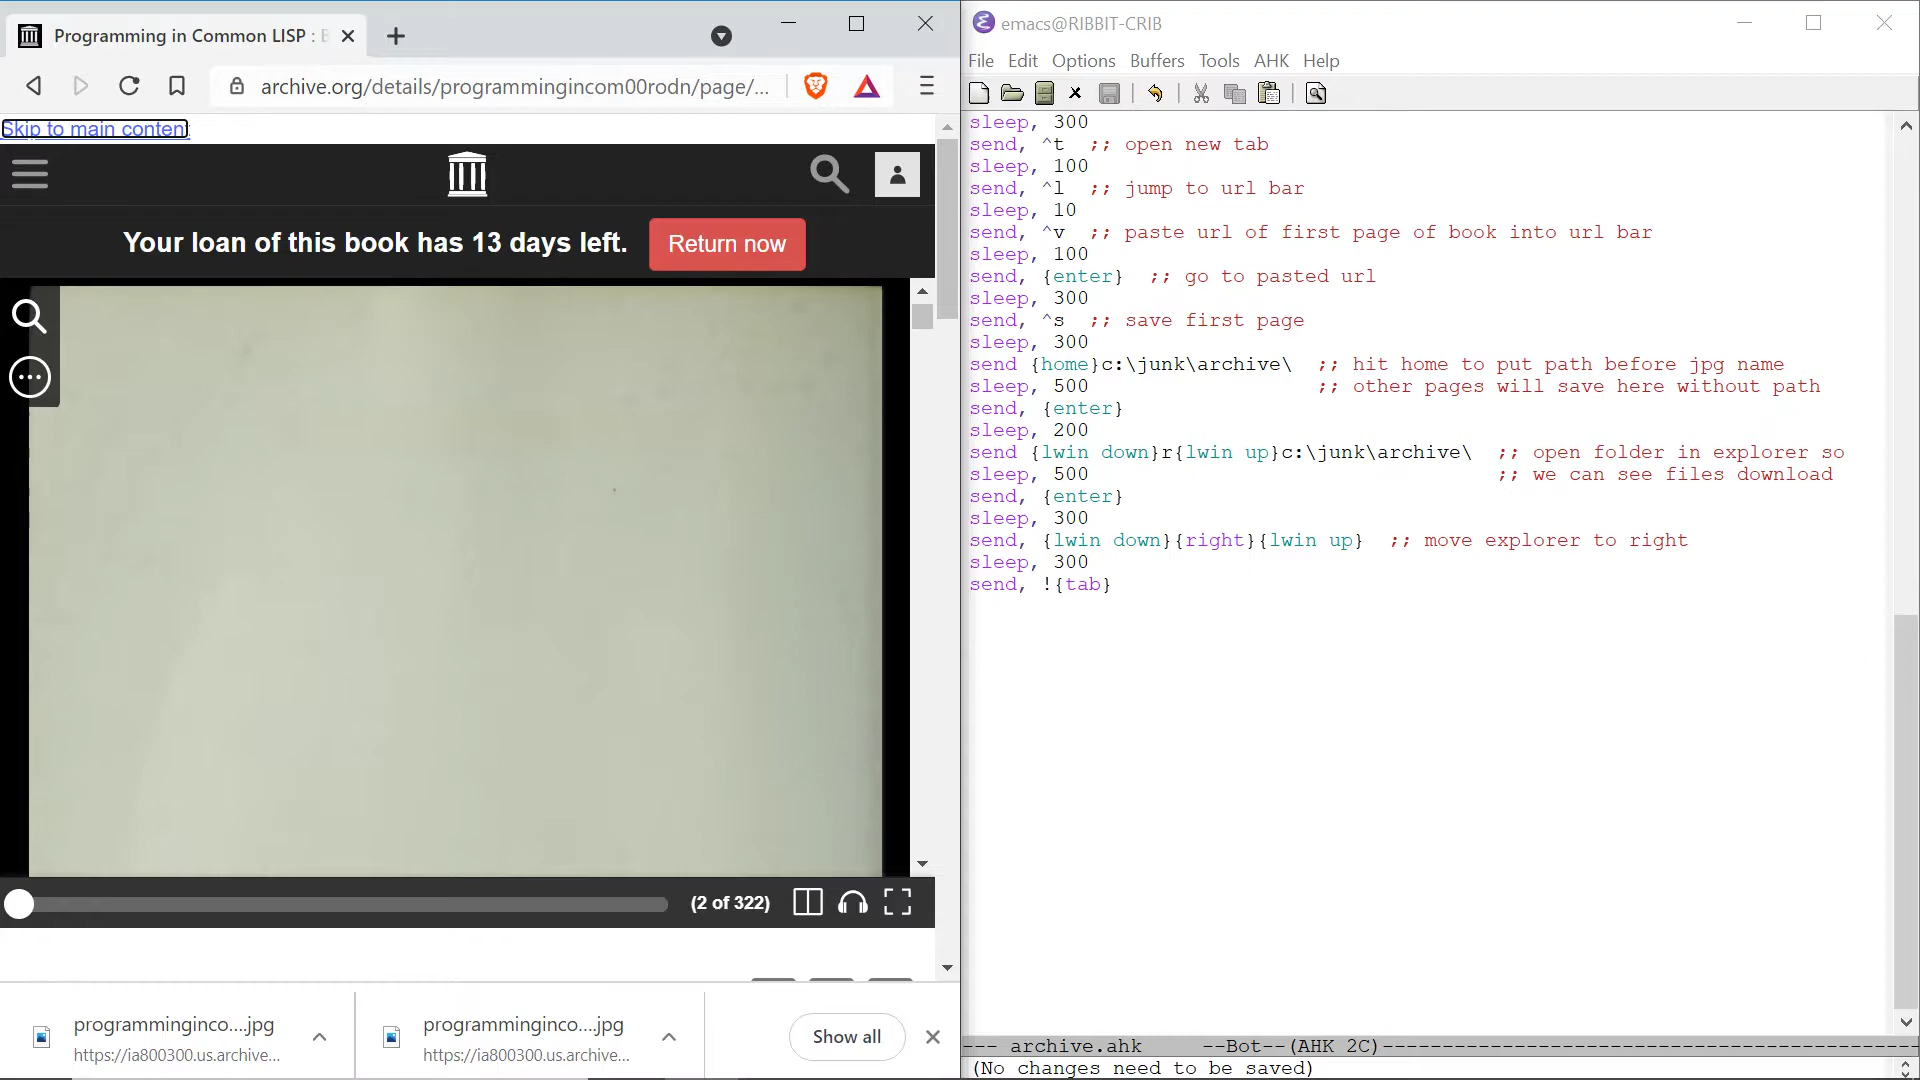 Programming in Common LISP : B
archive.org/details/programmingincom00rodn/page/...
Skip to main content
Your loan of this book has 13 days left.
Return now
(2 of 322)
programminginco....jpg
https://ia800300.us.archive...
programminginco....jpg
https://ia800300.us.archive...
Show all
emacs@RIBBIT-CRIB
File Edit Options Buffers Tools AHK Help
sleep, 300
send, ^t  ;; open new tab
sleep, 100
send, ^l  ;; jump to url bar
sleep, 10
send, ^v  ;; paste url of first page of book into url bar
sleep, 100
send, {enter}  ;; go to pasted url
sleep, 300
send, ^s  ;; save first page
sleep, 300
send {home}c:\junk\archive\  ;; hit home to put path before jpg name
sleep, 500                   ;; other pages will save here without path
send, {enter}
sleep, 200
send {lwin down}r{lwin up}c:\junk\archive\  ;; open folder in explorer so
sleep, 500                                  ;; we can see files download
send, {enter}
sleep, 300
send, {lwin down}{right}{lwin up}  ;; move explorer to right
sleep, 300
send, !{tab}
--- archive.ahk     --Bot--(AHK 2C)--------------------------------------------
(No changes need to be saved)